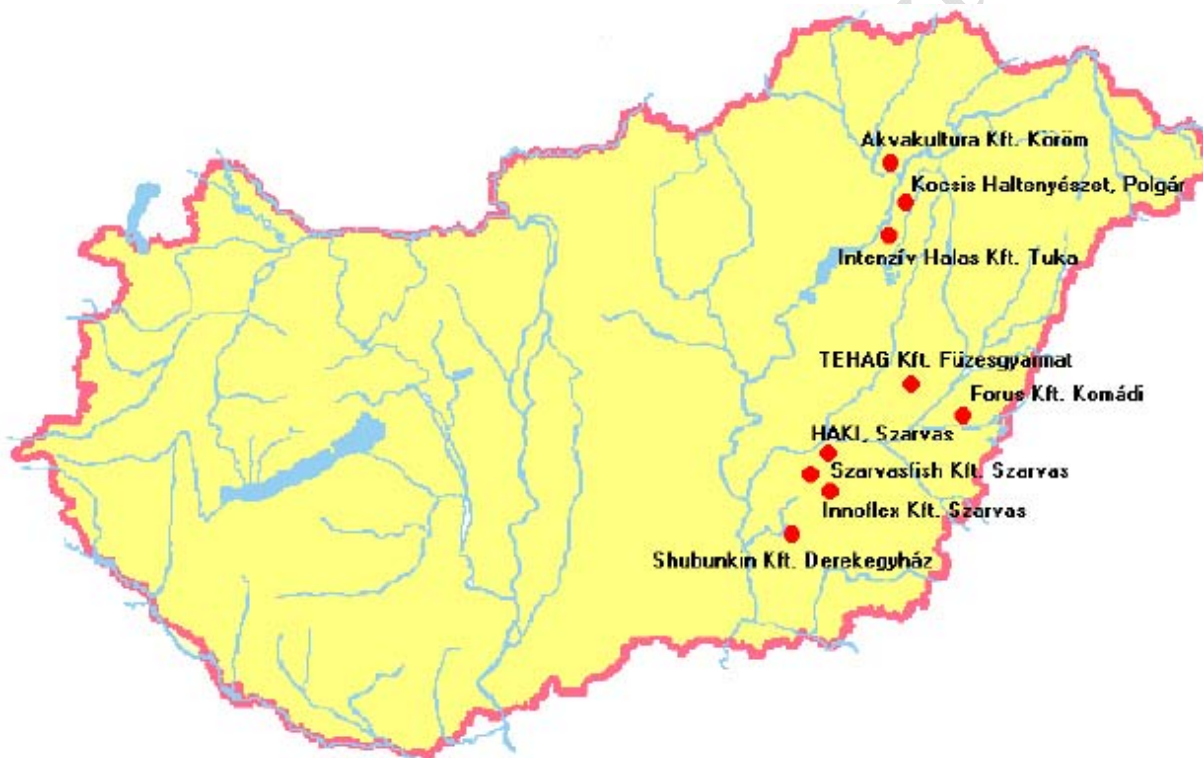 Akvakultura Kft. Köröm
Kocsis Haltenyészet, Polgár
Intenzív Halas Kft. Tuka
TEHAG Kft. Füzesgyarmat
Forus Kft. Komádi
HAKI, Szarvas
Szarvasfish Kft. Szarvas
Innoflex Kft. Szarvas
Shubunkin Kft. Derekegyház